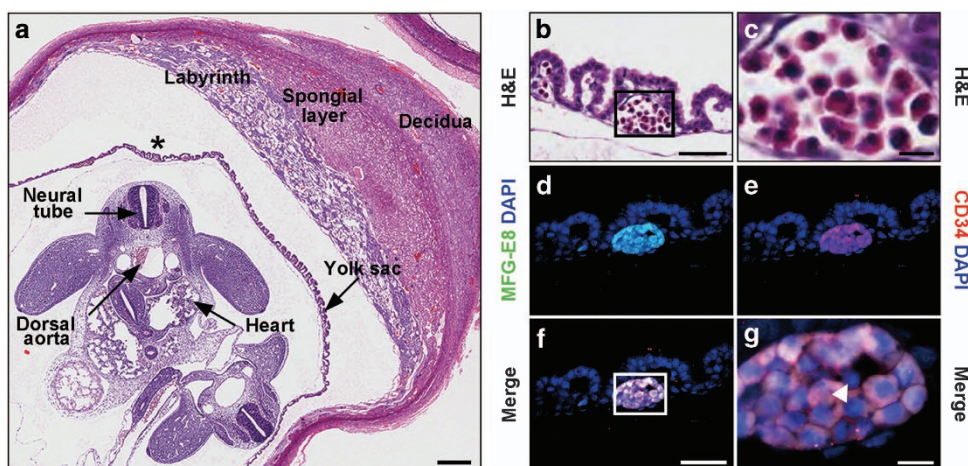 a
Labyrinth
Spongial
layer
Decidua
*
Neural
tube
Yolk sac
Dorsal
aorta
Heart
H&E
b
c
H&E
MFG-E8 DAPI
d
e
CD34 DAPI
Merge
f
g
Merge